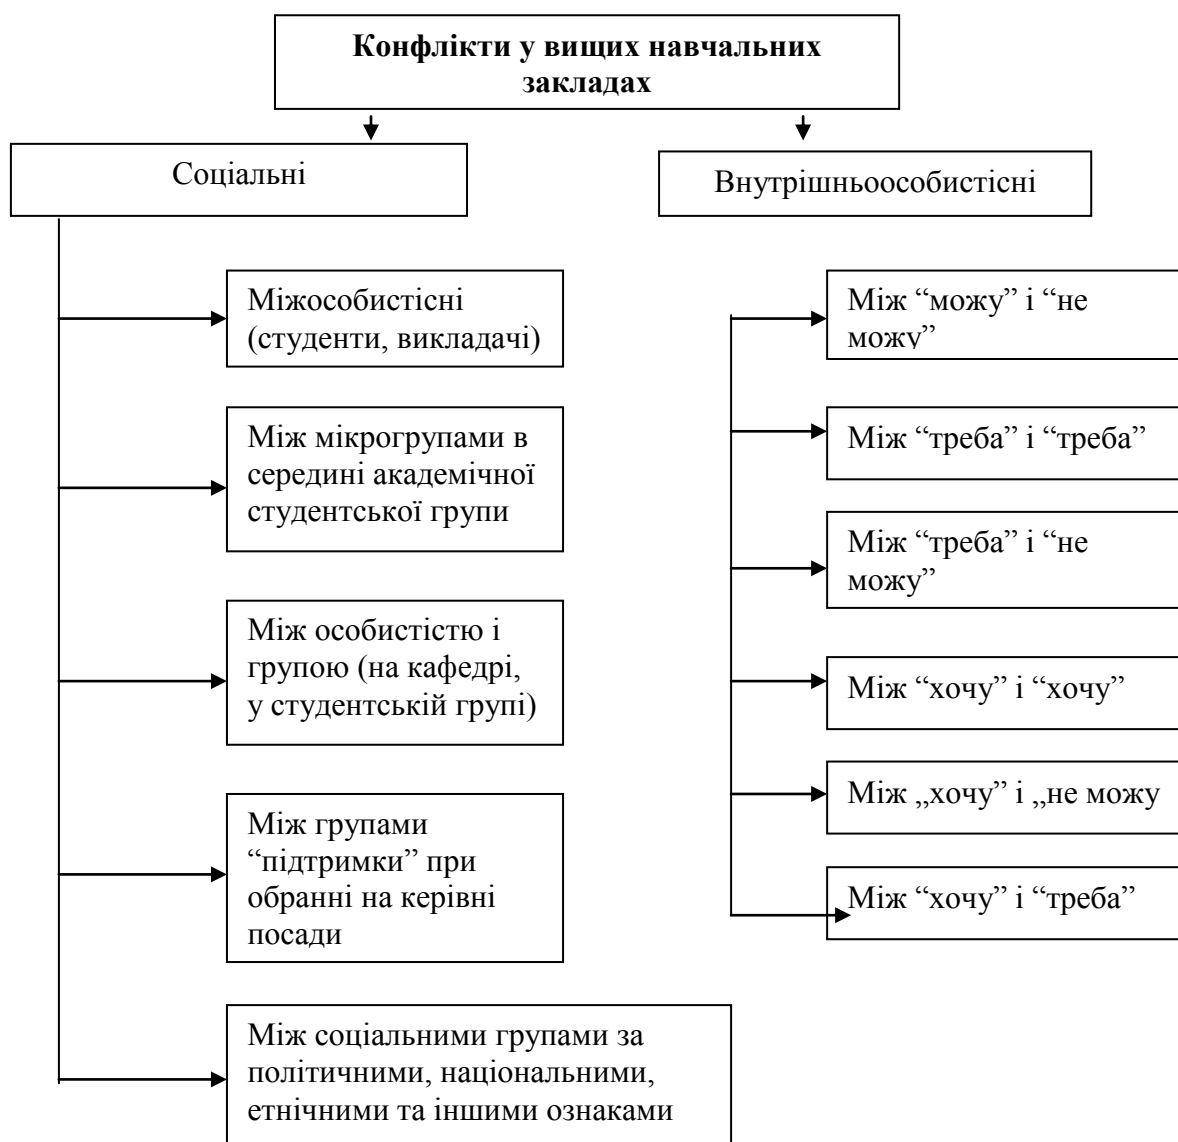 Конфлікти у вищих навчальних
закладах
Соціальні
Внутрішньоособистісні
Міжособистісні
(студенти, викладачі)
Між мікрогрупами в
середині академічної
студентської групи
Між особистістю і
групою (на кафедрі,
у студентській групі)
Між групами
“підтримки” при
обранні на керівні
посади
Між соціальними групами за
політичними, національними,
етнічними та іншими ознаками
Між “можу” і “не
можу”
Між “треба” і “треба”
Між “треба” і “не
можу”
Між “хочу” і “хочу”
Між „хочу” і „не можу
Між “хочу” і “треба”